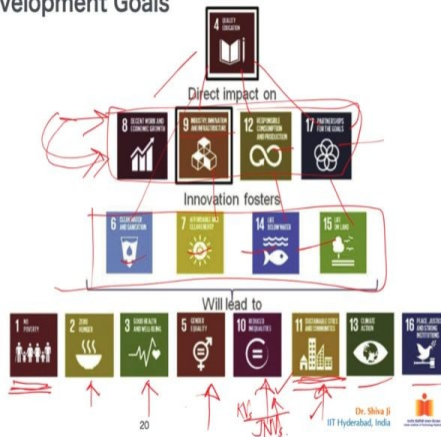 velopment Goals
4 QUALITY EDUCATION
Direct impact on
8 DECENT WORK AND ECONOMIC GROWTH
9 INDUSTRY, INNOVATION AND INFRASTRUCTURE
12 RESPONSIBLE CONSUMPTION AND PRODUCTION
17 PARTNERSHIPS FOR THE GOALS
Innovation fosters
6 CLEAN WATER AND SANITATION
7 AFFORDABLE AND CLEAN ENERGY
14 LIFE BELOW WATER
15 LIFE ON LAND
Will lead to
1 NO POVERTY
2 ZERO HUNGER
3 GOOD HEALTH AND WELL-BEING
5 GENDER EQUALITY
10 REDUCED INEQUALITIES
11 SUSTAINABLE CITIES AND COMMUNITIES
13 CLIMATE ACTION
16 PEACE, JUSTICE AND STRONG INSTITUTIONS
20
KVs
JNVs
Dr. Shiva Ji
IIT Hyderabad, India